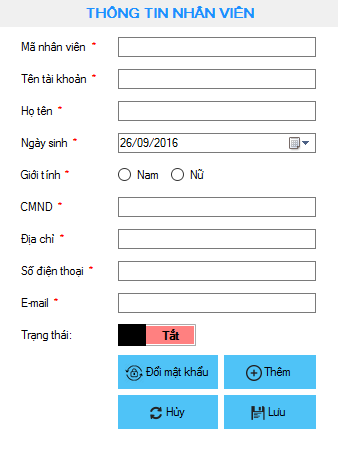 THÔNG TIN NHÂN VIÊN
Mã nhân viên *
Tên tài khoản *
Họ tên *
Ngày sinh * 26/09/2016
Giới tính * Nam Nữ
CMND *
Địa chỉ *
Số điện thoại *
E-mail *
Trạng thái: Tắt
Đổi mật khẩu Thêm
Hủy Lưu